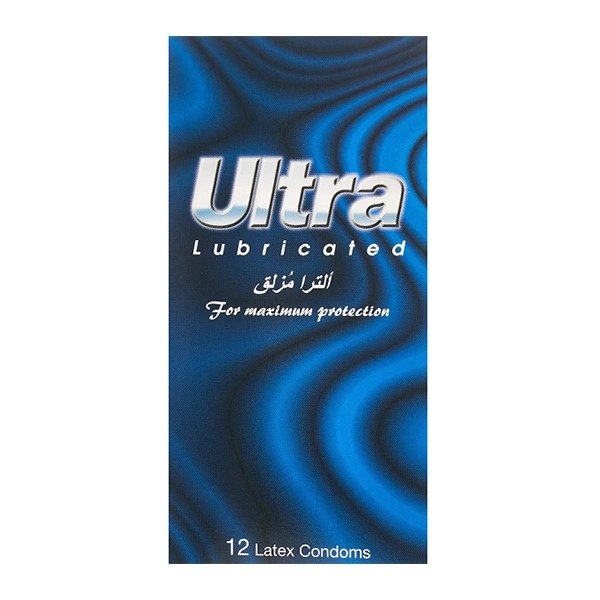 Ultra
Lubricated
ألترا مُزلق
For maximum protection
12 Latex Condoms